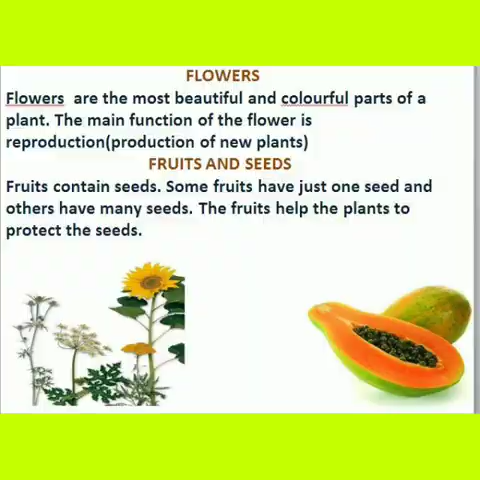 FLOWERS
Flowers  are the most beautiful and colourful parts of a
plant. The main function of the flower is
reproduction(production of new plants)
FRUITS AND SEEDS
Fruits contain seeds. Some fruits have just one seed and
others have many seeds. The fruits help the plants to
protect the seeds.